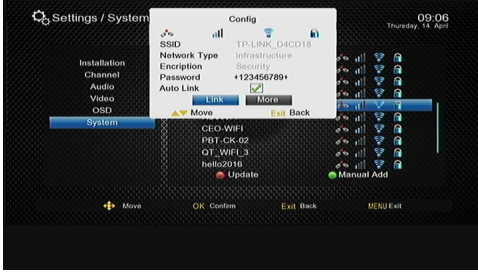 Settings / System
09:06
Thursday, 14 April
Config
SSID TP-LINK_D4CD18
Network Type Infrastructure
Encription Security
Password +123456789+
Auto Link
Link More
Move Exit Back
Installation
Channel
Audio
Video
OSD
System
CEO-WIFI
PBT-CK-02
QT_WIFI_3
hello2016
Update Manual Add
Move OK Confirm Exit Back MENU Exit